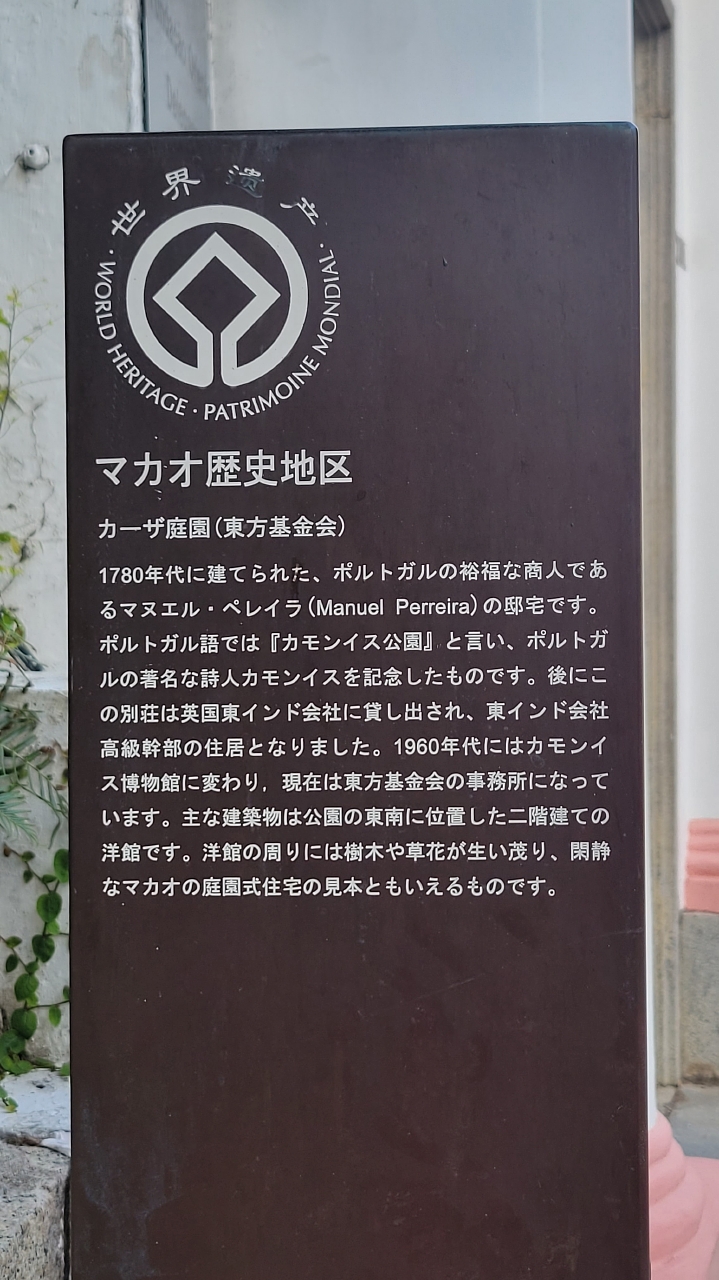 世界遗产
· WORLD HERITAGE · PATRIMOINE MONDIAL ·
マカオ歴史地区
カーザ庭園(東方基金会)
1780年代に建てられた、ポルトガルの裕福な商人であ
るマヌエル・ペレイラ(Manuel Perreira)の邸宅です。
ポルトガル語では『カモンイス公園』と言い、ポルトガ
ルの著名な詩人カモンイスを記念したものです。後にこ
の別荘は英国東インド会社に貸し出され、東インド会社
高級幹部の住居となりました。1960年代にはカモンイ
ス博物館に変わり，現在は東方基金会の事務所になって
います。主な建築物は公園の東南に位置した二階建ての
洋館です。洋館の周りには樹木や草花が生い茂り、閑静
なマカオの庭園式住宅の見本ともいえるものです。